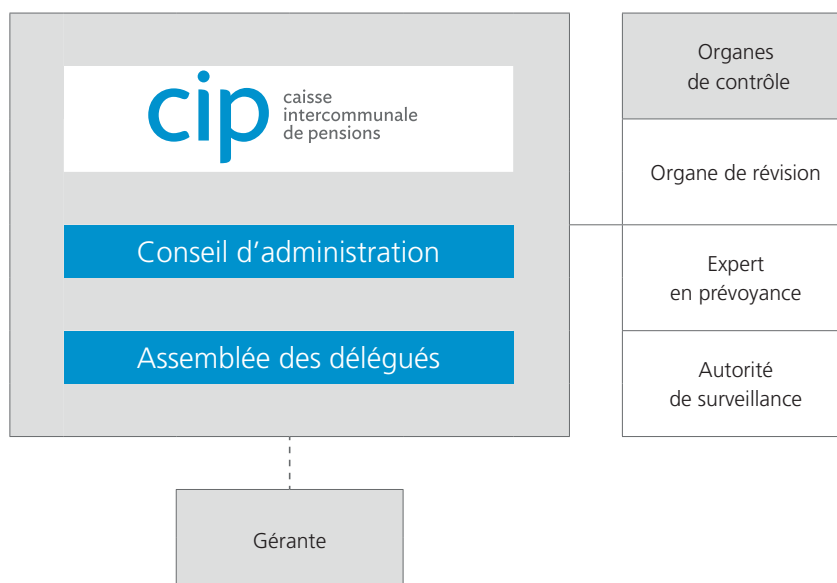 cip
caisse
intercommunale
de pensions
Conseil d'administration
Assemblée des délégués
Gérante
Organes
de contrôle
Organe de révision
Expert
en prévoyance
Autorité
de surveillance